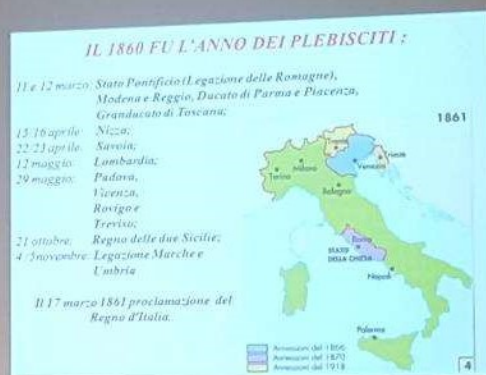 IL 1860 FU L'ANNO DEI PLEBISCITI :
11 e 12 marzo: Stato Pontificio (Legazione delle Romagne),
Modena e Reggio, Ducato di Parma e Piacenza,
Granducato di Toscana;
15-16 aprile: Nizza;
22-23 aprile: Savoia;
12 maggio: Lombardia;
29 maggio: Padova,
Vicenza,
Rovigo e
Treviso;
21 ottobre: Regno delle due Sicilie;
4/5 novembre: Legazione Marche e
Umbria
Il 17 marzo 1861 proclamazione del
Regno d'Italia.
1861
Trento
Trieste
Milano
Venezia
Torino
Bologna
Roma
STATO
DELLA CHIESA
Napoli
Palermo
Annessioni del 1866
Annessioni del 1870
Annessioni del 1918
4